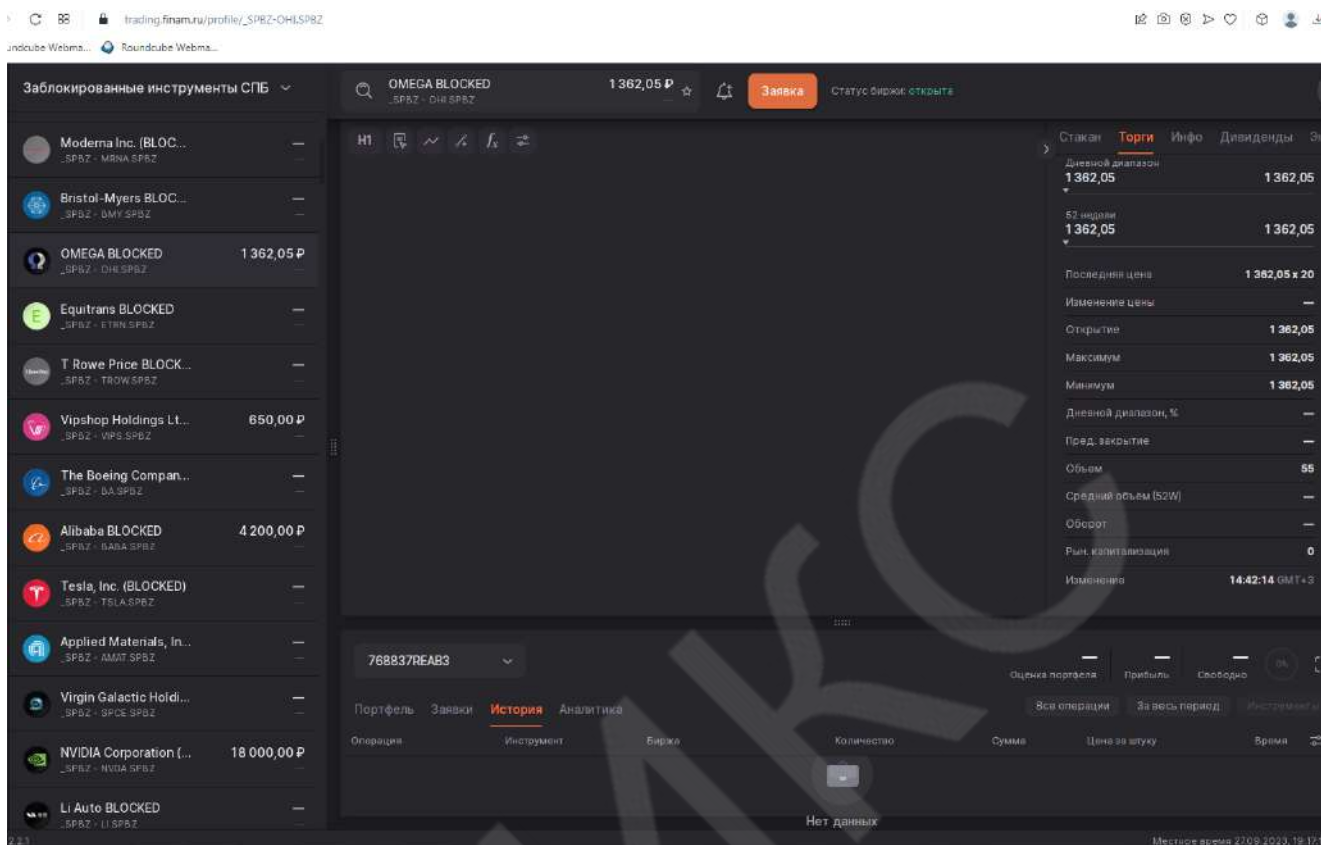 trading.finam.ru/profile/_SPBZ-OHI.SPBZ
undcube Webma... Roundcube Webma...
Заблокированные инструменты СПБ
OMEGA BLOCKED 1 362,05 ₽
_SPBZ - OHI.SPBZ
Заявка
Статус биржи: открыта
Moderna Inc. (BLOC... —
_SPBZ - MRNA.SPBZ —
Bristol-Myers BLOC... —
_SPBZ - BMY.SPBZ —
OMEGA BLOCKED 1 362,05 ₽
_SPBZ - OHI.SPBZ —
Equitrans BLOCKED —
_SPBZ - ETRN.SPBZ —
T Rowe Price BLOCK... —
_SPBZ - TROW.SPBZ —
Vipshop Holdings Lt... 650,00 ₽
_SPBZ - VIPS.SPBZ —
The Boeing Compan... —
_SPBZ - BA.SPBZ —
Alibaba BLOCKED 4 200,00 ₽
_SPBZ - BABA.SPBZ —
Tesla, Inc. (BLOCKED) —
_SPBZ - TSLA.SPBZ —
Applied Materials, In... —
_SPBZ - AMAT.SPBZ —
Virgin Galactic Holdi... —
_SPBZ - SPCE.SPBZ —
NVIDIA Corporation (... 18 000,00 ₽
_SPBZ - NVDA.SPBZ —
Li Auto BLOCKED —
_SPBZ - LI.SPBZ —
H1
Стакан Торги Инфо Дивиденды
Дневной диапазон
1 362,05 1 362,05
52 недели
1 362,05 1 362,05
Последняя цена 1 362,05 x 20
Изменение цены —
Открытие 1 362,05
Максимум 1 362,05
Минимум 1 362,05
Дневной диапазон, % —
Пред. закрытие —
Объем 55
Средний объем (52W) —
Оборот —
Рын. капитализация 0
Изменение 14:42:14 GMT+3
768837REAB3
— — — 0%
Оценка портфеля Прибыль Свободно
Портфель Заявки История Аналитика
Все операции За весь период Инструменты
Операция Инструмент Биржа Количество Сумма Цена за штуку Время
Нет данных
2.2.1
Местное время 27.09.2023, 19:17:
МКС